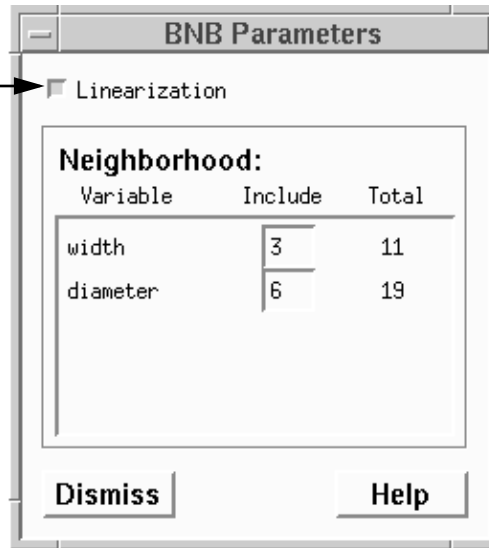 BNB Parameters
Linearization
Neighborhood:
Variable Include Total
width 3 11
diameter 6 19
Dismiss Help